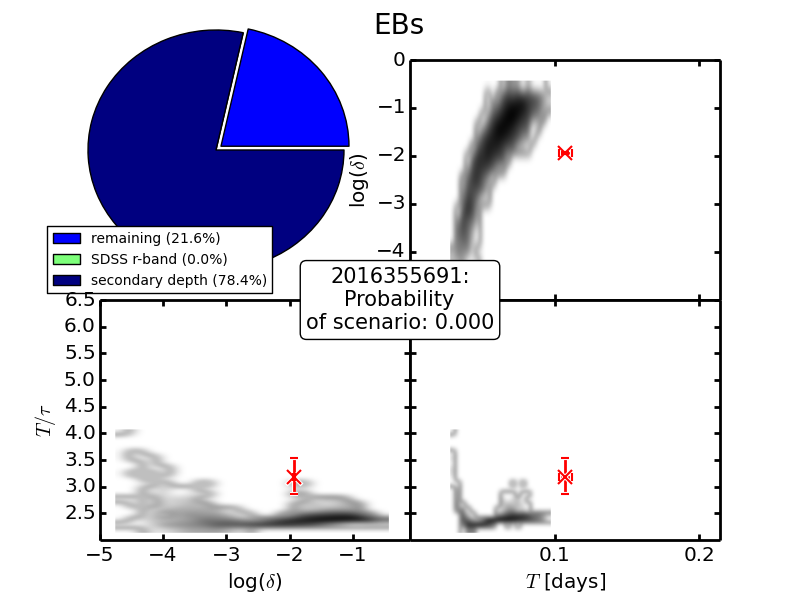 EBs
remaining (21.6%)
SDSS r-band (0.0%)
secondary depth (78.4%)
log(δ)
0
−1
−2
−3
−4
2016355691:
Probability
of scenario: 0.000
T/τ
6.5
6.0
5.5
5.0
4.5
4.0
3.5
3.0
2.5
−5
−4
−3
−2
−1
log(δ)
0.1
0.2
T [days]